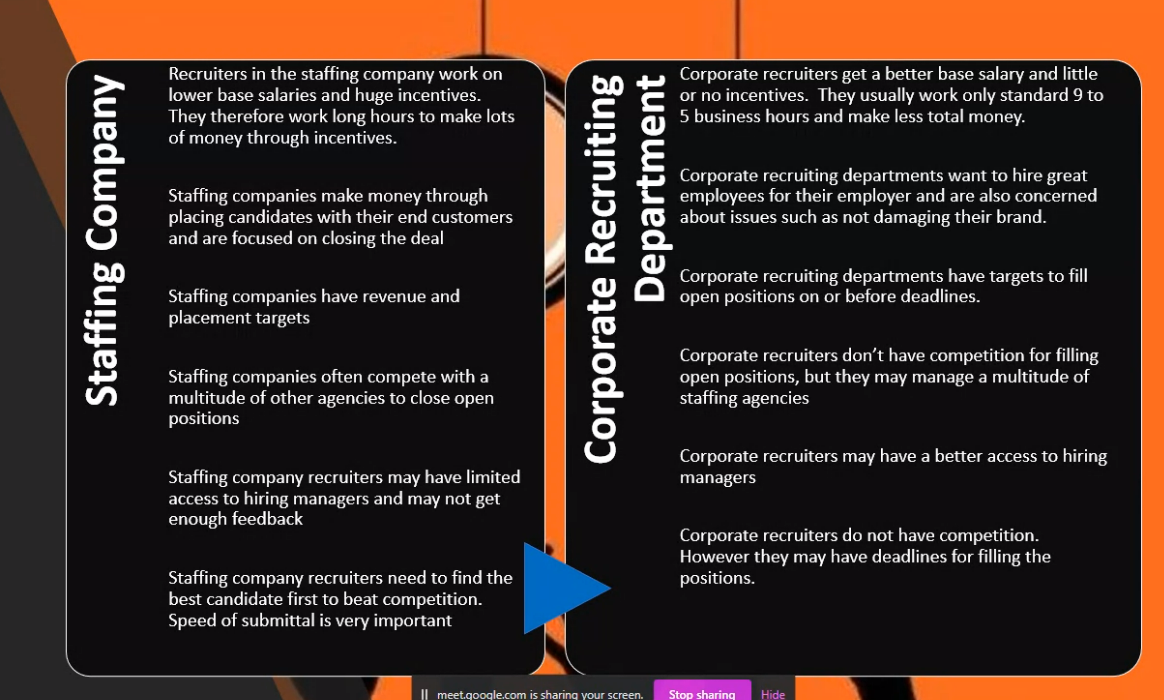 Staffing Company
Recruiters in the staffing company work on
lower base salaries and huge incentives.
They therefore work long hours to make lots
of money through incentives.
Staffing companies make money through
placing candidates with their end customers
and are focused on closing the deal
Staffing companies have revenue and
placement targets
Staffing companies often compete with a
multitude of other agencies to close open
positions
Staffing company recruiters may have limited
access to hiring managers and may not get
enough feedback
Staffing company recruiters need to find the
best candidate first to beat competition.
Speed of submittal is very important
Corporate Recruiting
Department
Corporate recruiters get a better base salary and little
or no incentives.  They usually work only standard 9 to
5 business hours and make less total money.
Corporate recruiting departments want to hire great
employees for their employer and are also concerned
about issues such as not damaging their brand.
Corporate recruiting departments have targets to fill
open positions on or before deadlines.
Corporate recruiters don’t have competition for filling
open positions, but they may manage a multitude of
staffing agencies
Corporate recruiters may have a better access to hiring
managers
Corporate recruiters do not have competition.
However they may have deadlines for filling the
positions.
meet.google.com is sharing your screen. Stop sharing Hide